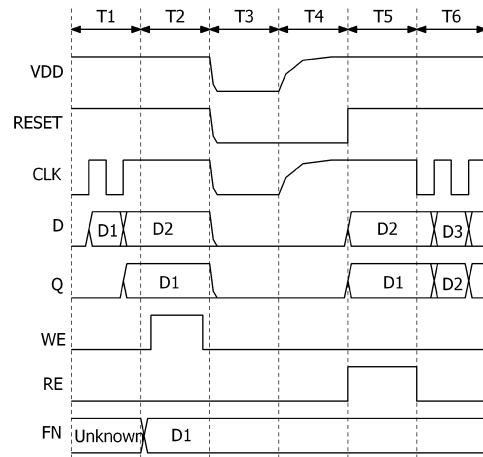 T1 T2 T3 T4 T5 T6
VDD
RESET
CLK
D D1 D2 D2 D3
Q D1 D1 D2
WE
RE
FN Unknown D1